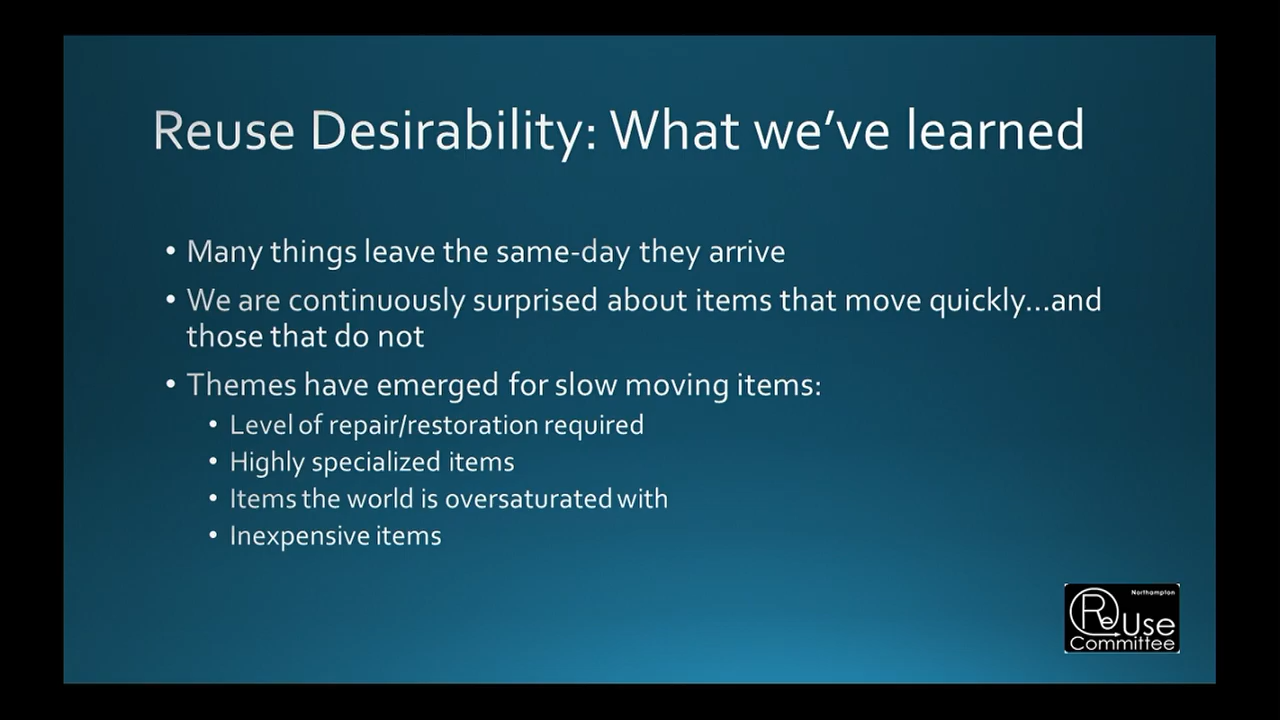 Reuse Desirability: What we've learned
• Many things leave the same-day they arrive
• We are continuously surprised about items that move quickly...and
those that do not
• Themes have emerged for slow moving items:
• Level of repair/restoration required
• Highly specialized items
• Items the world is oversaturated with
• Inexpensive items
Northampton
ReUse
Committee